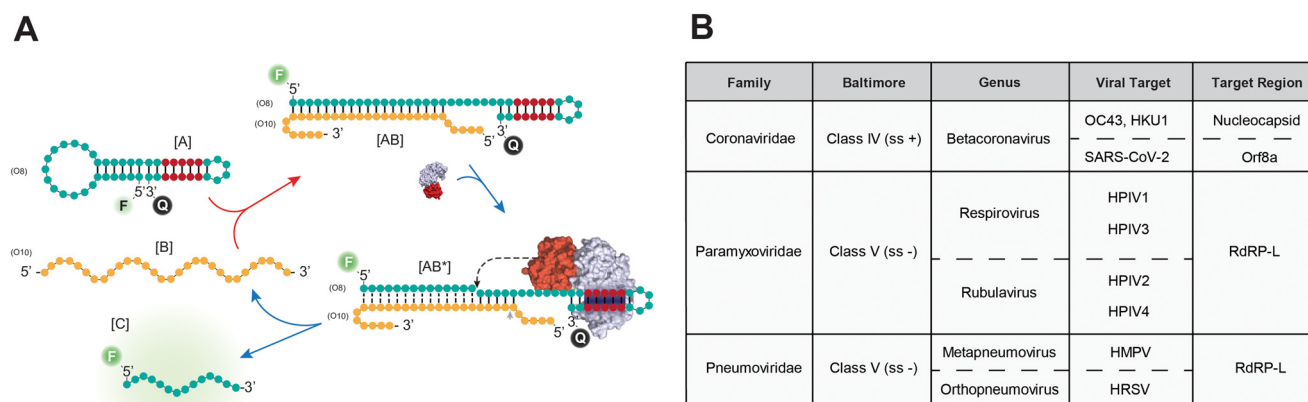 A
F
5'
(O8)
(O10)
- 3'
[AB]
3'
Q
[A]
(O8)
5'3'
F
Q
[B]
(O10)
5' -
- 3'
[AB*]
F
5'
(O8)
(O10)
- 3'
5'
3'
Q
[C]
F
5'
-3'
B
Family Baltimore Genus Viral Target Target Region
Coronaviridae Class IV (ss +) Betacoronavirus OC43, HKU1 Nucleocapsid
SARS-CoV-2 Orf8a
Paramyxoviridae Class V (ss -) Respirovirus HPIV1 RdRP-L
HPIV3
Rubulavirus HPIV2
HPIV4
Pneumoviridae Class V (ss -) Metapneumovirus HMPV RdRP-L
Orthopneumovirus HRSV